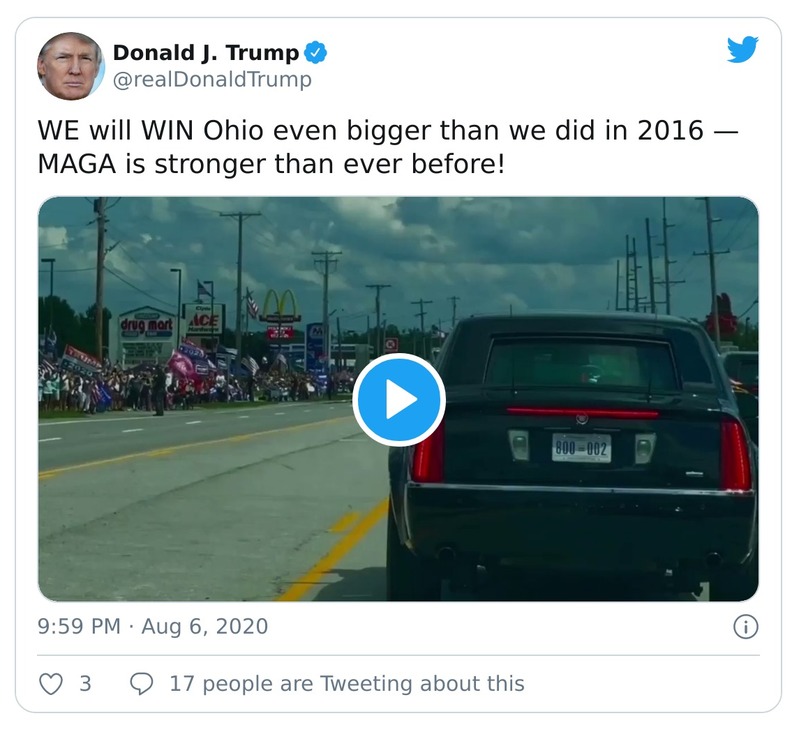 Donald J. Trump
@realDonaldTrump
WE will WIN Ohio even bigger than we did in 2016 —
MAGA is stronger than ever before!
drug mart
ACE
800-002
9:59 PM · Aug 6, 2020
3
17 people are Tweeting about this